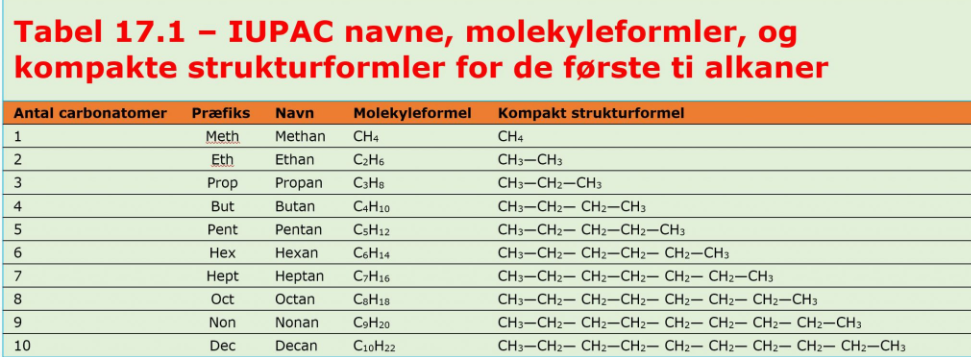 Tabel 17.1 – IUPAC navne, molekyleformler, og
kompakte strukturformler for de første ti alkaner
Antal carbonatomer Præfiks Navn Molekyleformel Kompakt strukturformel
1 Meth Methan CH₄ CH₄
2 Eth Ethan C₂H₆ CH₃—CH₃
3 Prop Propan C₃H₈ CH₃—CH₂—CH₃
4 But Butan C₄H₁₀ CH₃—CH₂— CH₂—CH₃
5 Pent Pentan C₅H₁₂ CH₃—CH₂— CH₂—CH₂—CH₃
6 Hex Hexan C₆H₁₄ CH₃—CH₂— CH₂—CH₂— CH₂—CH₃
7 Hept Heptan C₇H₁₆ CH₃—CH₂— CH₂—CH₂— CH₂— CH₂—CH₃
8 Oct Octan C₈H₁₈ CH₃—CH₂— CH₂—CH₂— CH₂— CH₂— CH₂—CH₃
9 Non Nonan C₉H₂₀ CH₃—CH₂— CH₂—CH₂— CH₂— CH₂— CH₂— CH₂—CH₃
10 Dec Decan C₁₀H₂₂ CH₃—CH₂— CH₂—CH₂— CH₂— CH₂— CH₂— CH₂— CH₂—CH₃